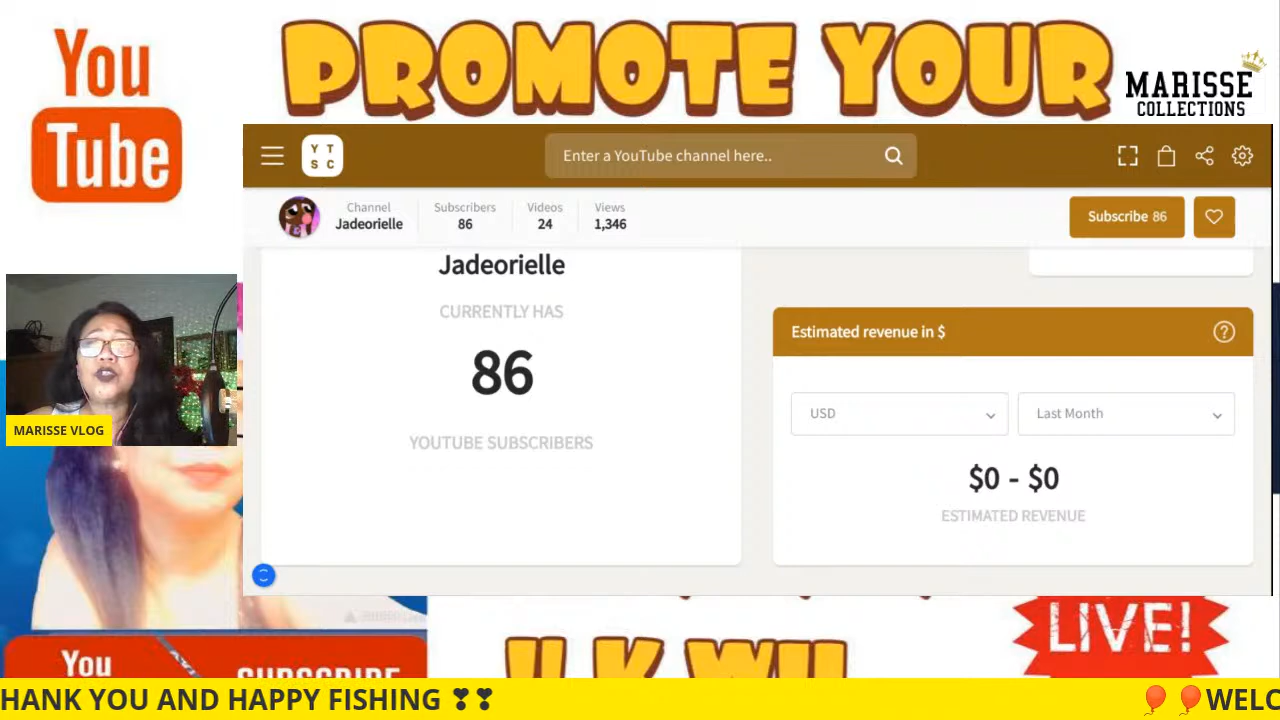 You
Tube
PROMOTE YOUR
MARISSE
COLLECTIONS
Y T
S C
Enter a YouTube channel here..
Channel
Jadeorielle
Subscribers
86
Videos
24
Views
1,346
Subscribe 86
Jadeorielle
CURRENTLY HAS
86
YOUTUBE SUBSCRIBERS
Estimated revenue in $
USD
Last Month
$0 - $0
ESTIMATED REVENUE
MARISSE VLOG
LIVE!
You
SUBSCRIBE
HANK YOU AND HAPPY FISHING ❣❣
🎈🎈WELC